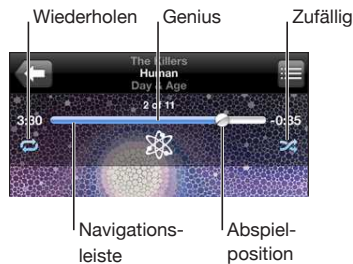 Wiederholen
Genius
Zufällig
The Killers
Human
Day & Age
2 of 11
3:30
-0:35
Navigations-
leiste
Abspiel-
position